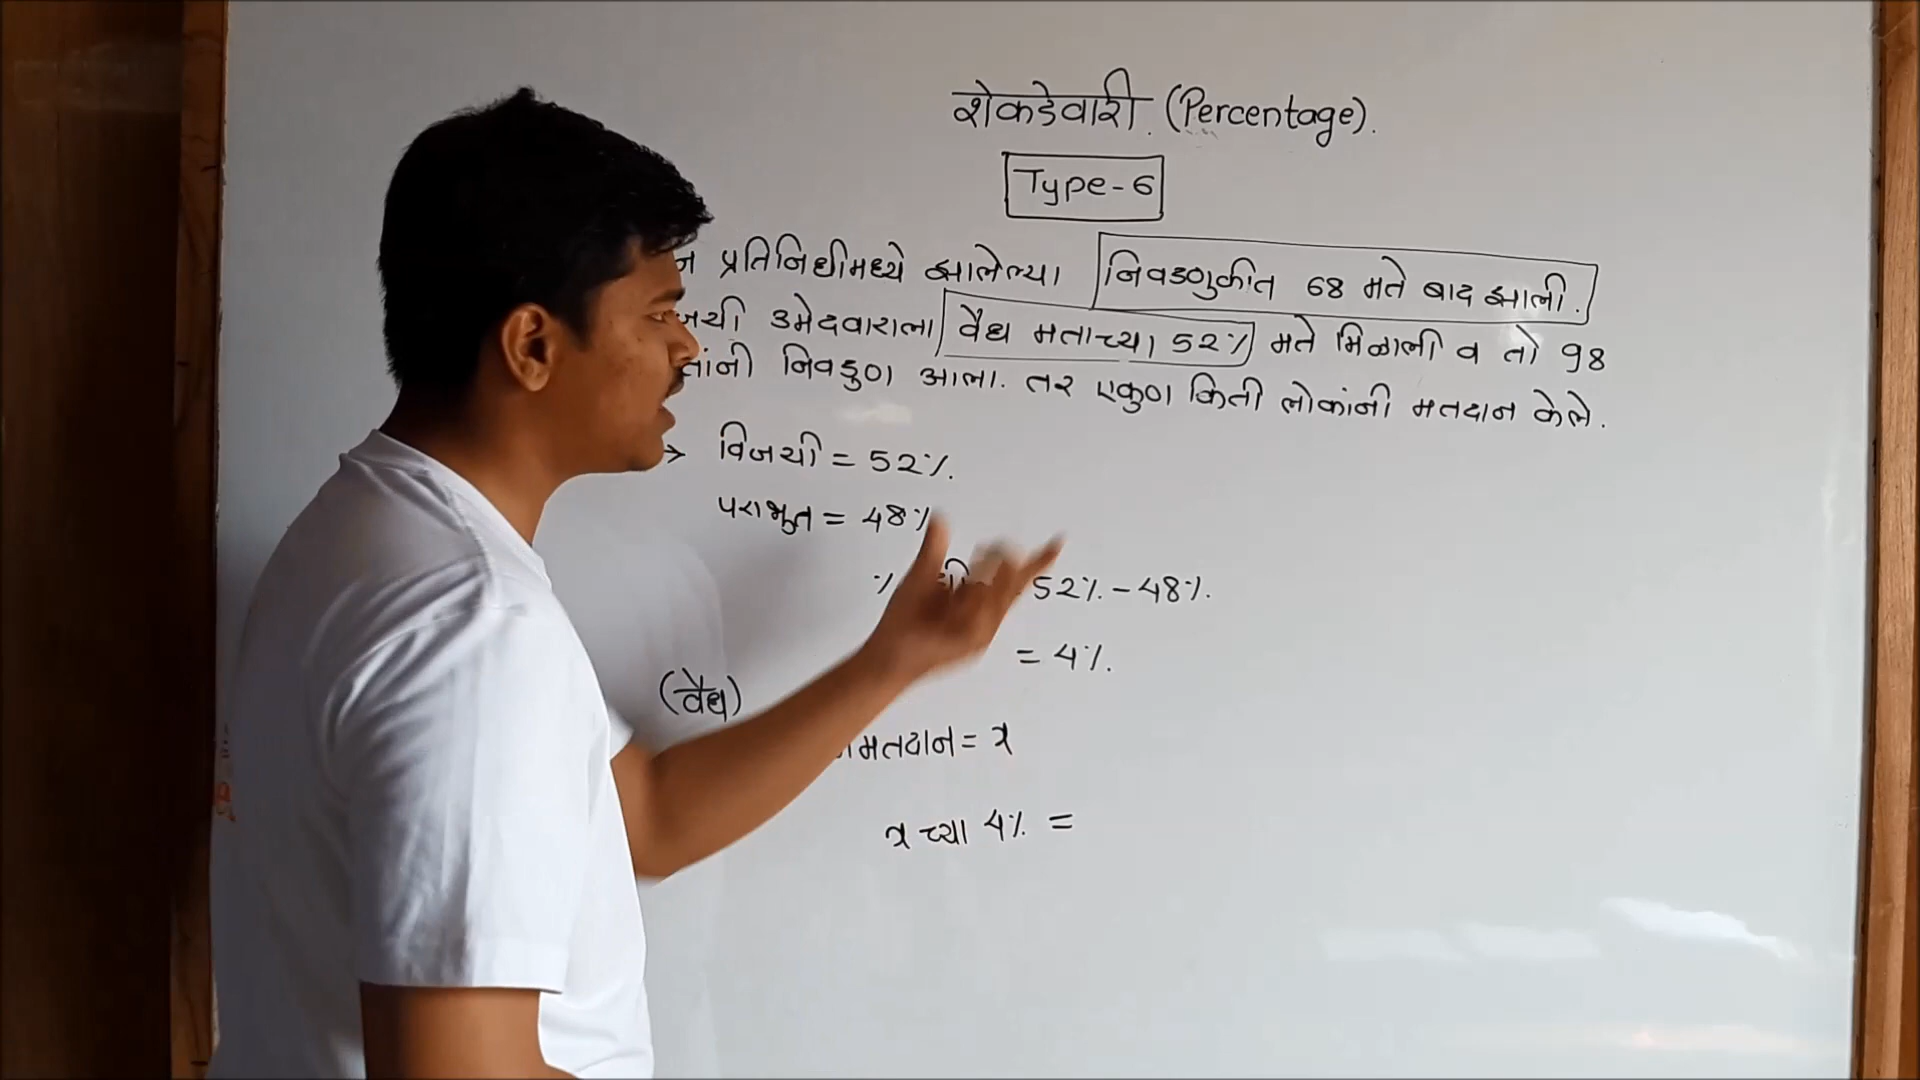 शेकडेवारी. (Percentage).
Type-6
न प्रतिनिधीमध्ये झालेल्या निवडणुकीत 68 मते बाद झाली.
जयी उमेदवाराला वैध मताच्या 52% मते मिळाली व तो 98
तांनी निवडुण आला. तर एकुण किती लोकांनी मतदान केले.
→ विजयी = 52%.
पराभुत = 48%
% 52% - 48%.
= 4%.
(वैध)
मतदान = x
x च्या 4% =